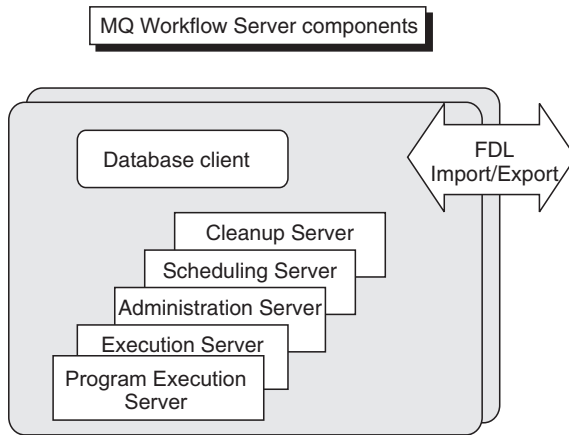 MQ Workflow Server components
Database client
FDL
Import/Export
Cleanup Server
Scheduling Server
Administration Server
Execution Server
Program Execution
Server